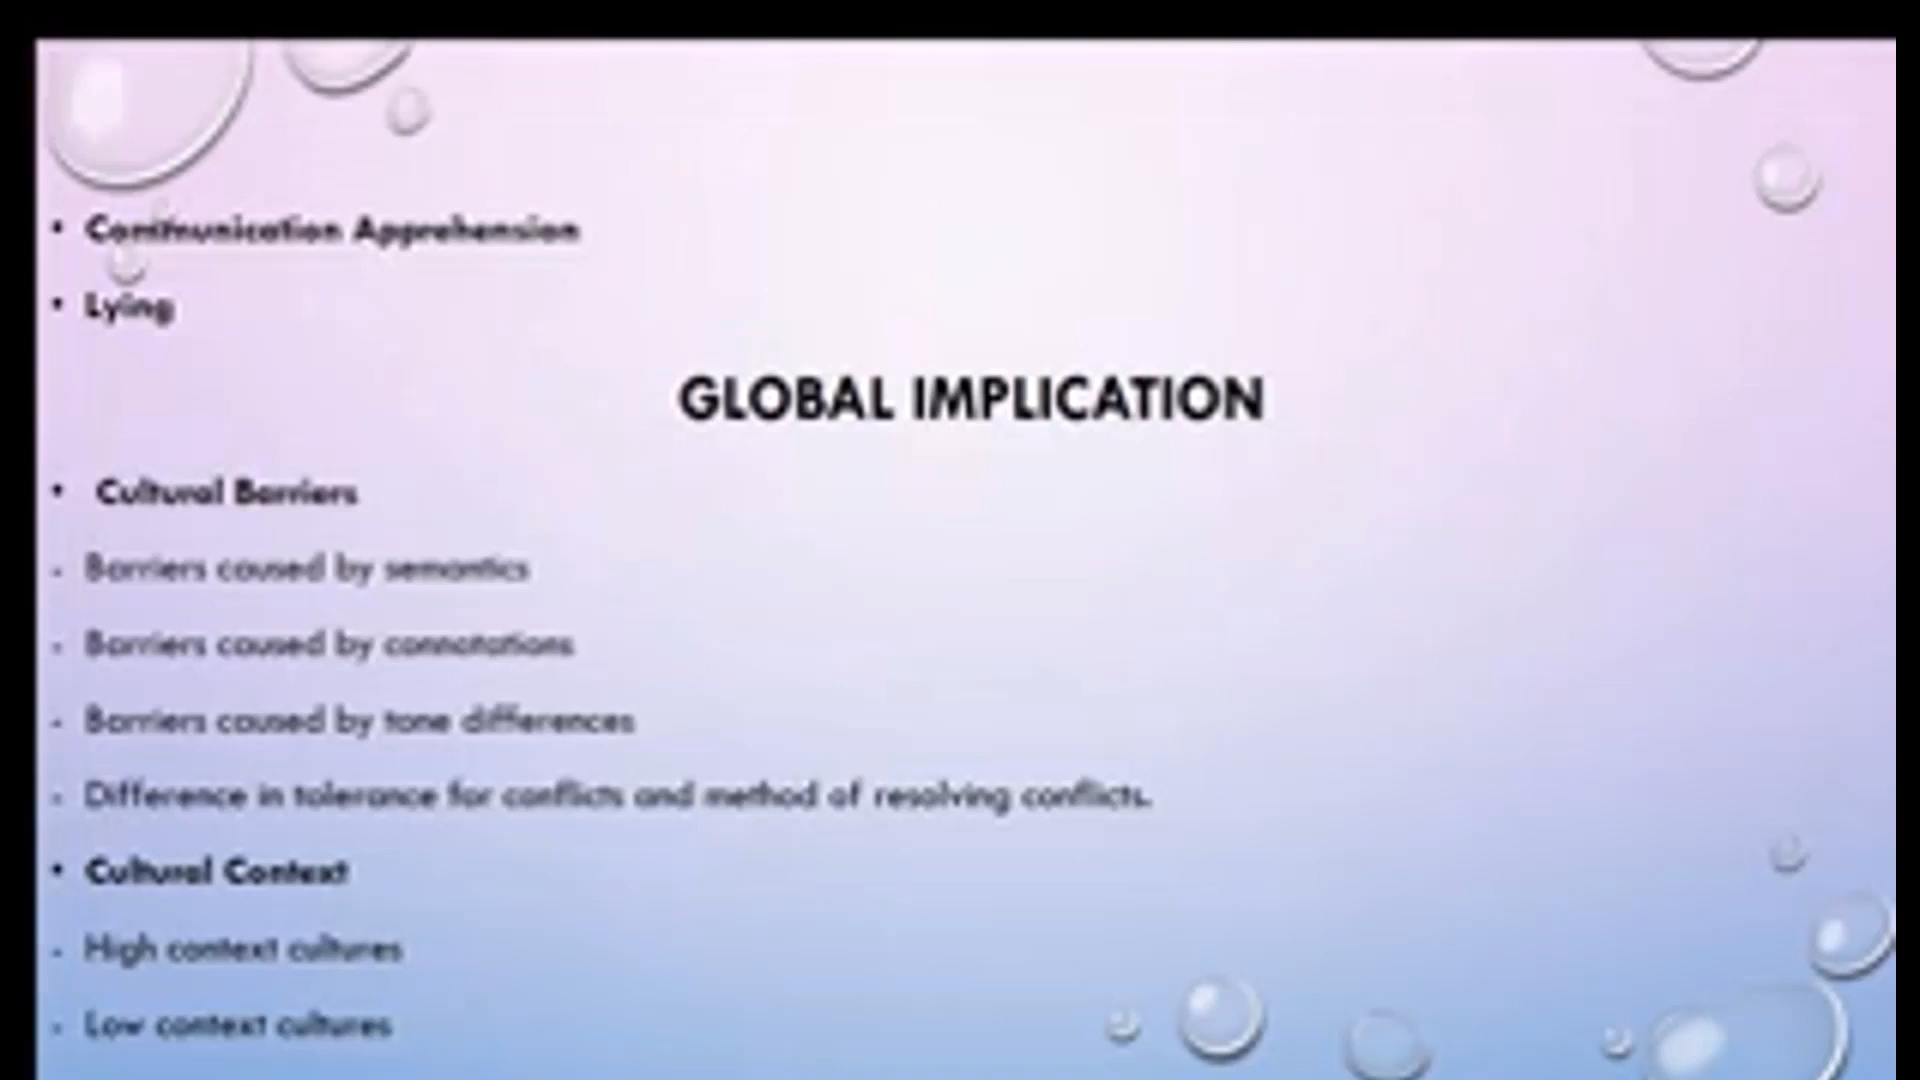 • Communication Apprehension
• Lying
GLOBAL IMPLICATION
• Cultural Barriers
- Barriers caused by semantics
- Barriers caused by connotations
- Barriers caused by tone differences
- Difference in tolerance for conflicts and method of resolving conflicts.
• Cultural Context
- High context cultures
- Low context cultures